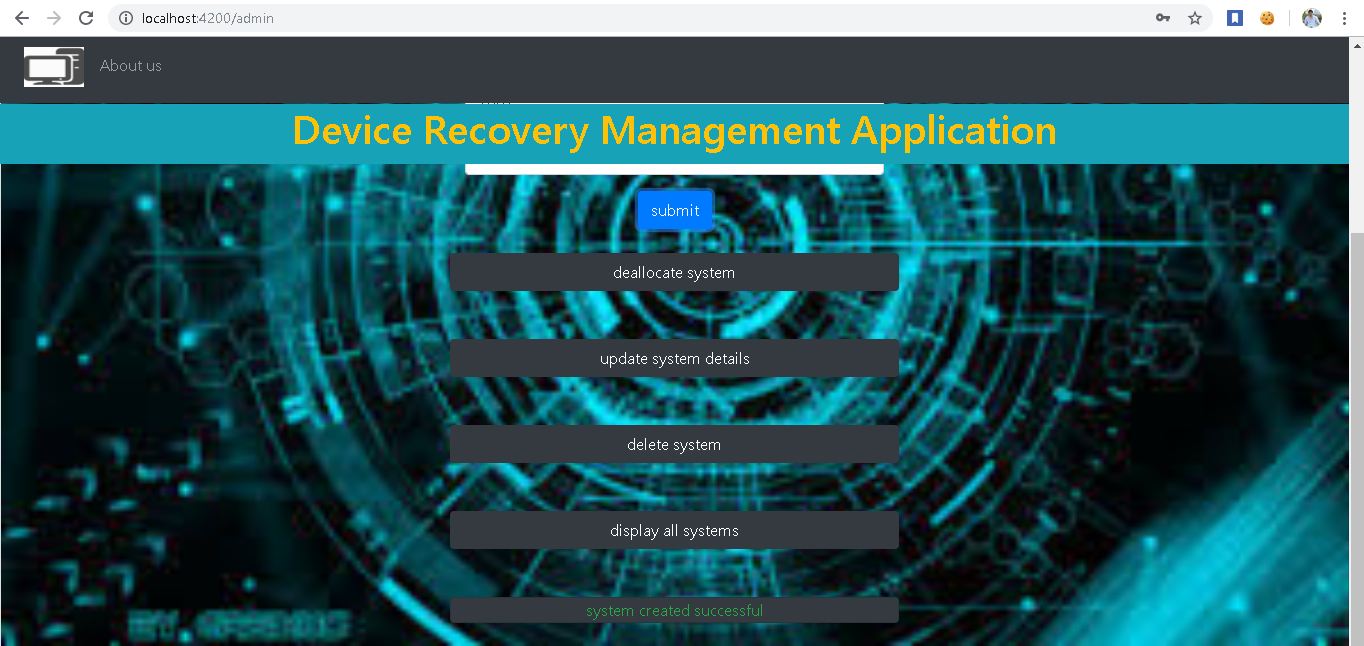 localhost:4200/admin
About us
Device Recovery Management Application
submit
deallocate system
update system details
delete system
display all systems
system created successful